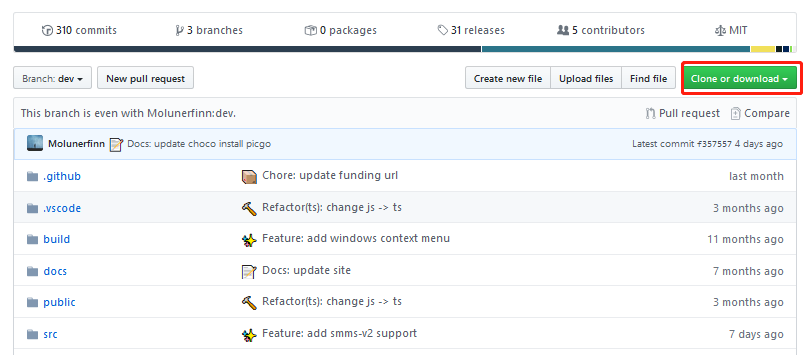 310 commits 3 branches 0 packages 31 releases 5 contributors MIT
Branch: dev New pull request Create new file Upload files Find file Clone or download
This branch is even with Molunerfinn:dev. Pull request Compare
Molunerfinn Docs: update choco install picgo Latest commit f357557 4 days ago
.github Chore: update funding url last month
.vscode Refactor(ts): change js -> ts 3 months ago
build Feature: add windows context menu 11 months ago
docs Docs: update site 7 months ago
public Refactor(ts): change js -> ts 3 months ago
src Feature: add smms-v2 support 7 days ago